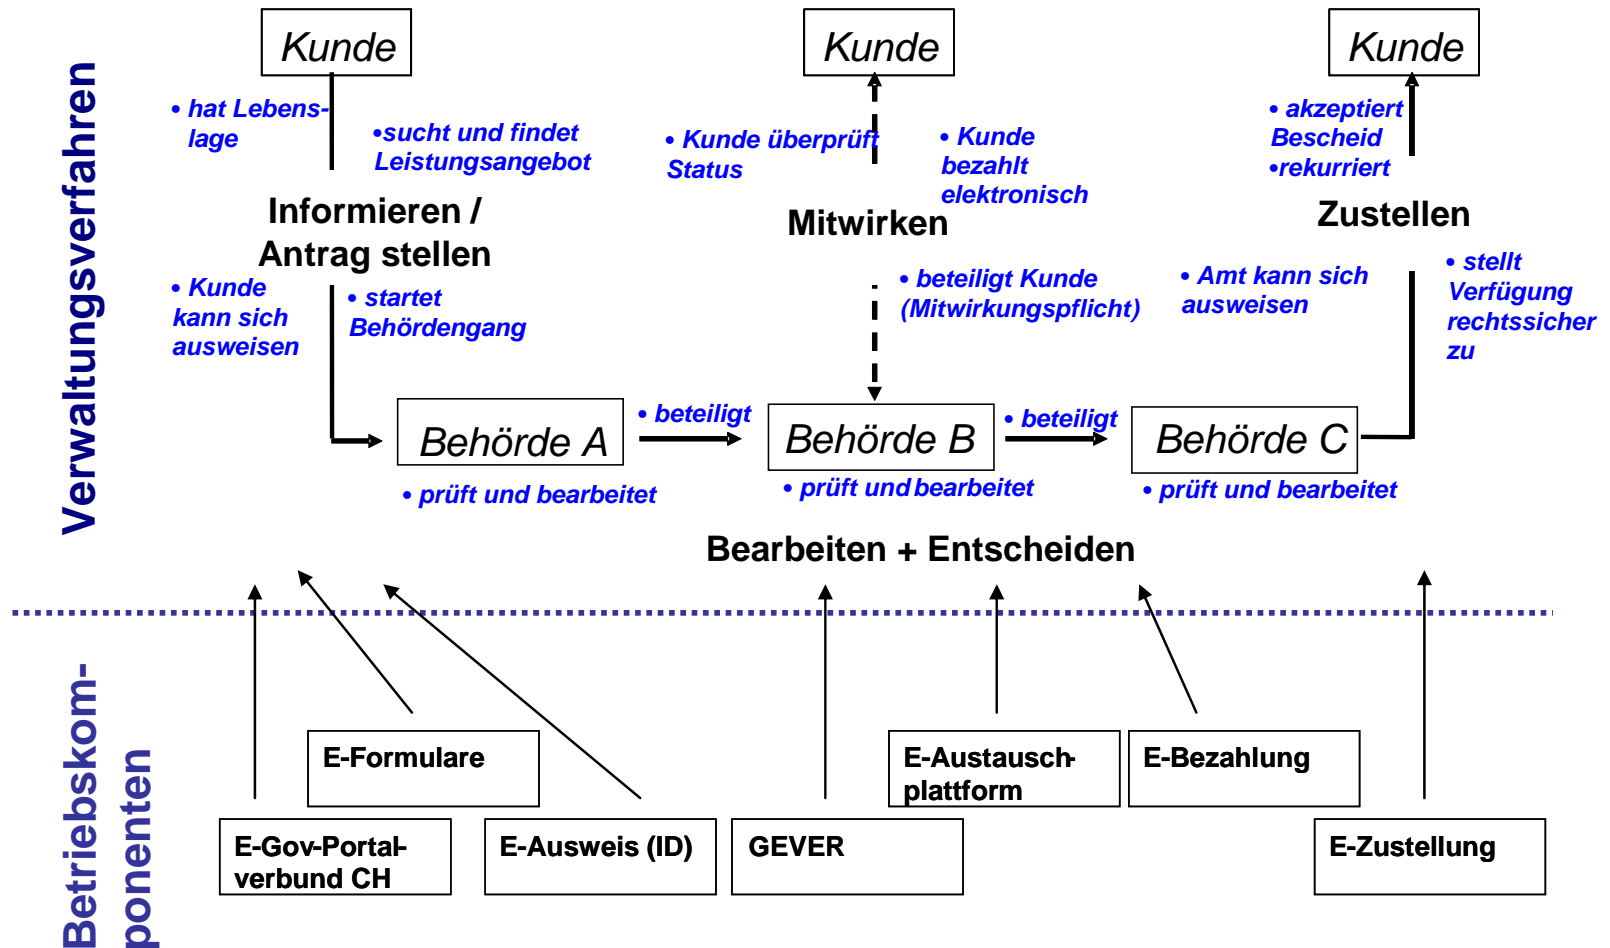 Verwaltungsverfahren
Kunde
Kunde
Kunde
• hat Lebens-
lage
•sucht und findet
Leistungsangebot
• Kunde überprüft
Status
• Kunde
bezahlt
elektronisch
• akzeptiert
Bescheid
•rekurriert
Informieren /
Antrag stellen
Mitwirken
Zustellen
• Kunde
kann sich
ausweisen
• startet
Behördengang
• beteiligt Kunde
(Mitwirkungspflicht)
• Amt kann sich
ausweisen
• stellt
Verfügung
rechtssicher
zu
Behörde A
• beteiligt
Behörde B
• beteiligt
Behörde C
• prüft und bearbeitet
• prüft und bearbeitet
• prüft und bearbeitet
Bearbeiten + Entscheiden
Betriebskom-
ponenten
E-Formulare
E-Austausch-
plattform
E-Bezahlung
E-Gov-Portal-
verbund CH
E-Ausweis (ID)
GEVER
E-Zustellung